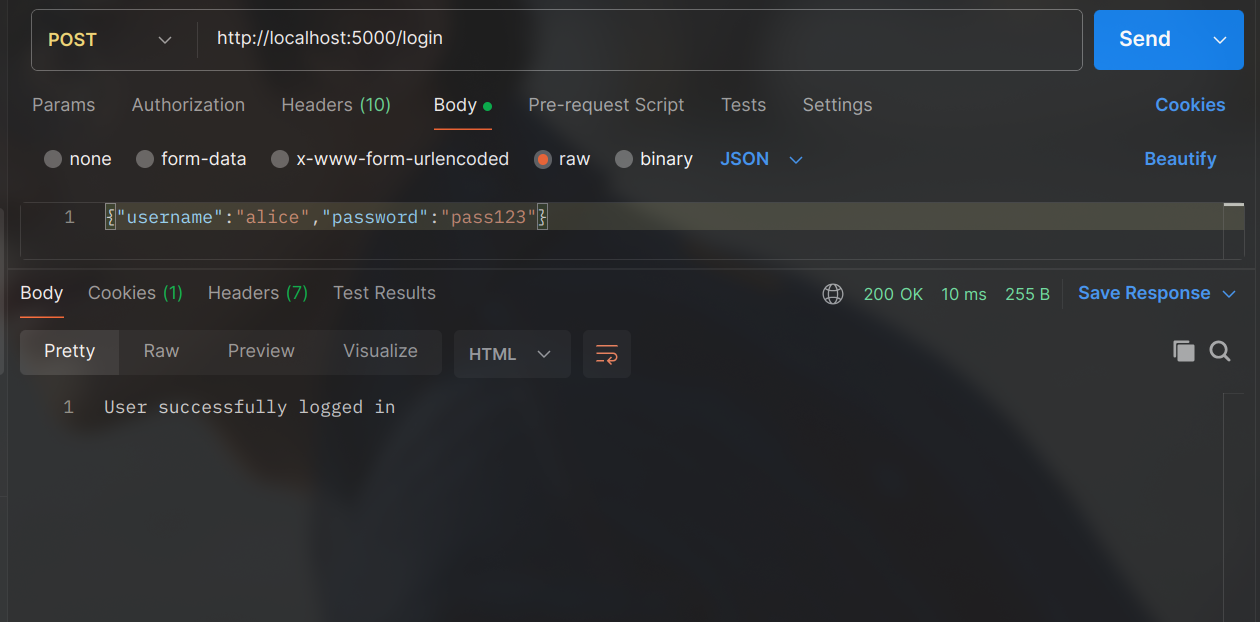 POST http://localhost:5000/login Send
Params Authorization Headers (10) Body Pre-request Script Tests Settings Cookies
none form-data x-www-form-urlencoded raw binary JSON Beautify
1 {"username":"alice","password":"pass123"}
Body Cookies (1) Headers (7) Test Results 200 OK 10 ms 255 B Save Response
Pretty Raw Preview Visualize HTML
1 User successfully logged in